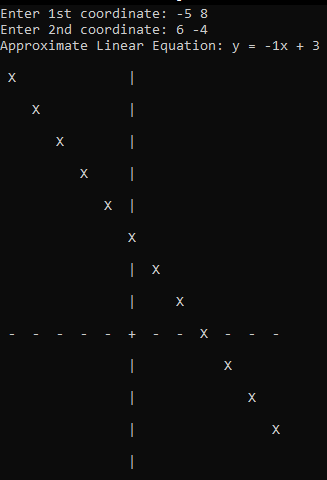 Enter 1st coordinate: -5 8
Enter 2nd coordinate: 6 -4
Approximate Linear Equation: y = -1x + 3
X              |
   X           |
      X        |
         X     |
            X  |
               X
               |  X
               |     X
-  -  -  -  -  +  -  -  X  -  -  -
               |           X
               |              X
               |                 X
               |